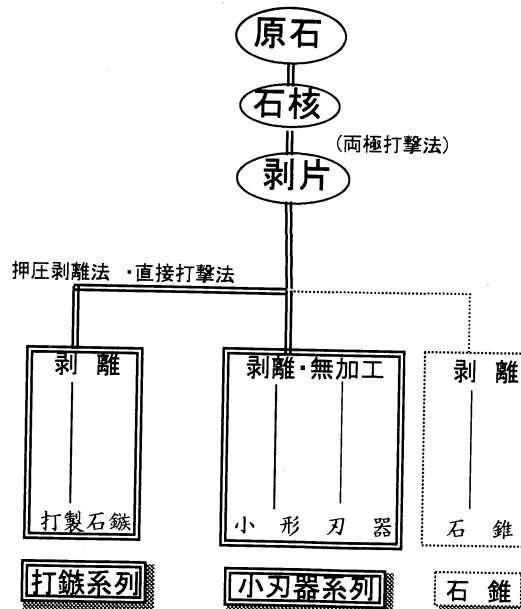 原石
石核
(両極打撃法)
剥片
押圧剥離法・直接打撃法
剥離
剥離・無加工
剥離
打製石鏃
小形刃器
石錐
打鏃系列
小刃器系列
石錐